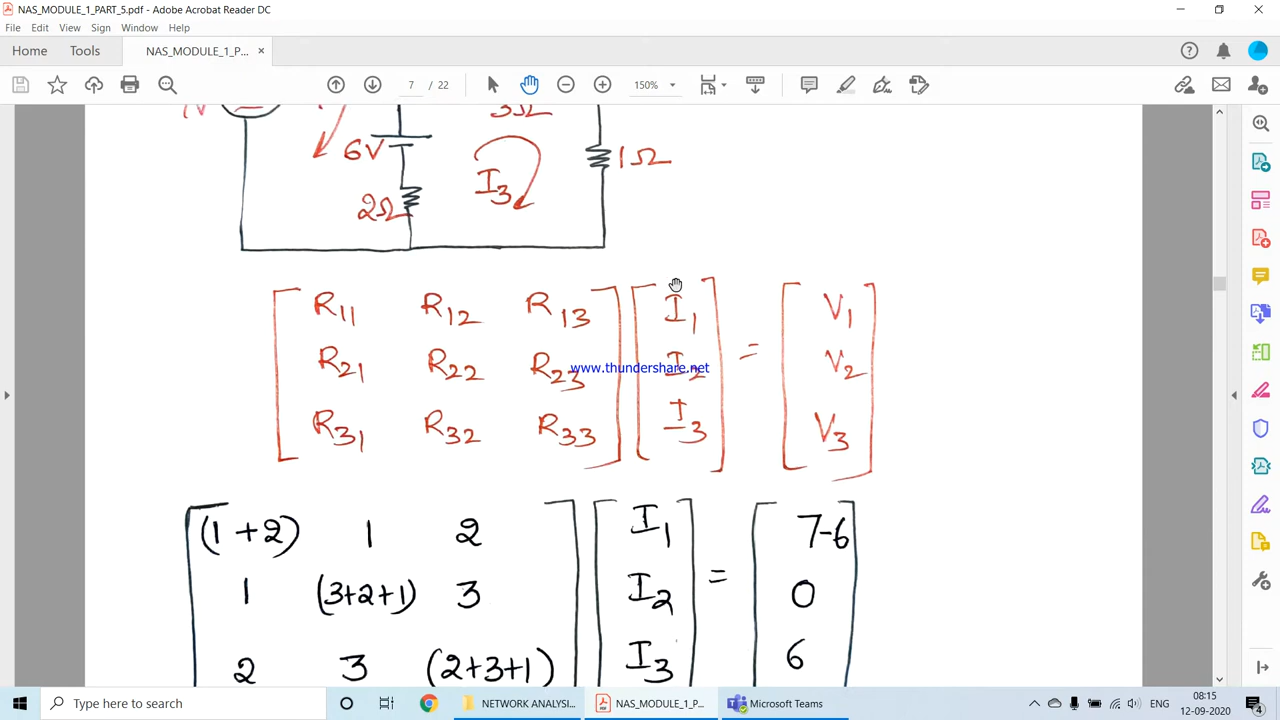 NAS_MODULE_1_PART_5.pdf - Adobe Acrobat Reader DC
File Edit View Sign Window Help
Home Tools NAS_MODULE_1_P... ×
7 / 22 150%
6V 3Ω
I3 1Ω
2Ω
R11 R12 R13 I1 = V1
R21 R22 R23 I2 V2
www.thundershare.net
R31 R32 R33 I3 V3
(1+2) 1 2 I1 = 7-6
1 (3+2+1) 3 I2 0
2 3 (2+3+1) I3 6
Type here to search NETWORK ANALYSI... NAS_MODULE_1_P... Microsoft Teams 08:15
12-09-2020 4